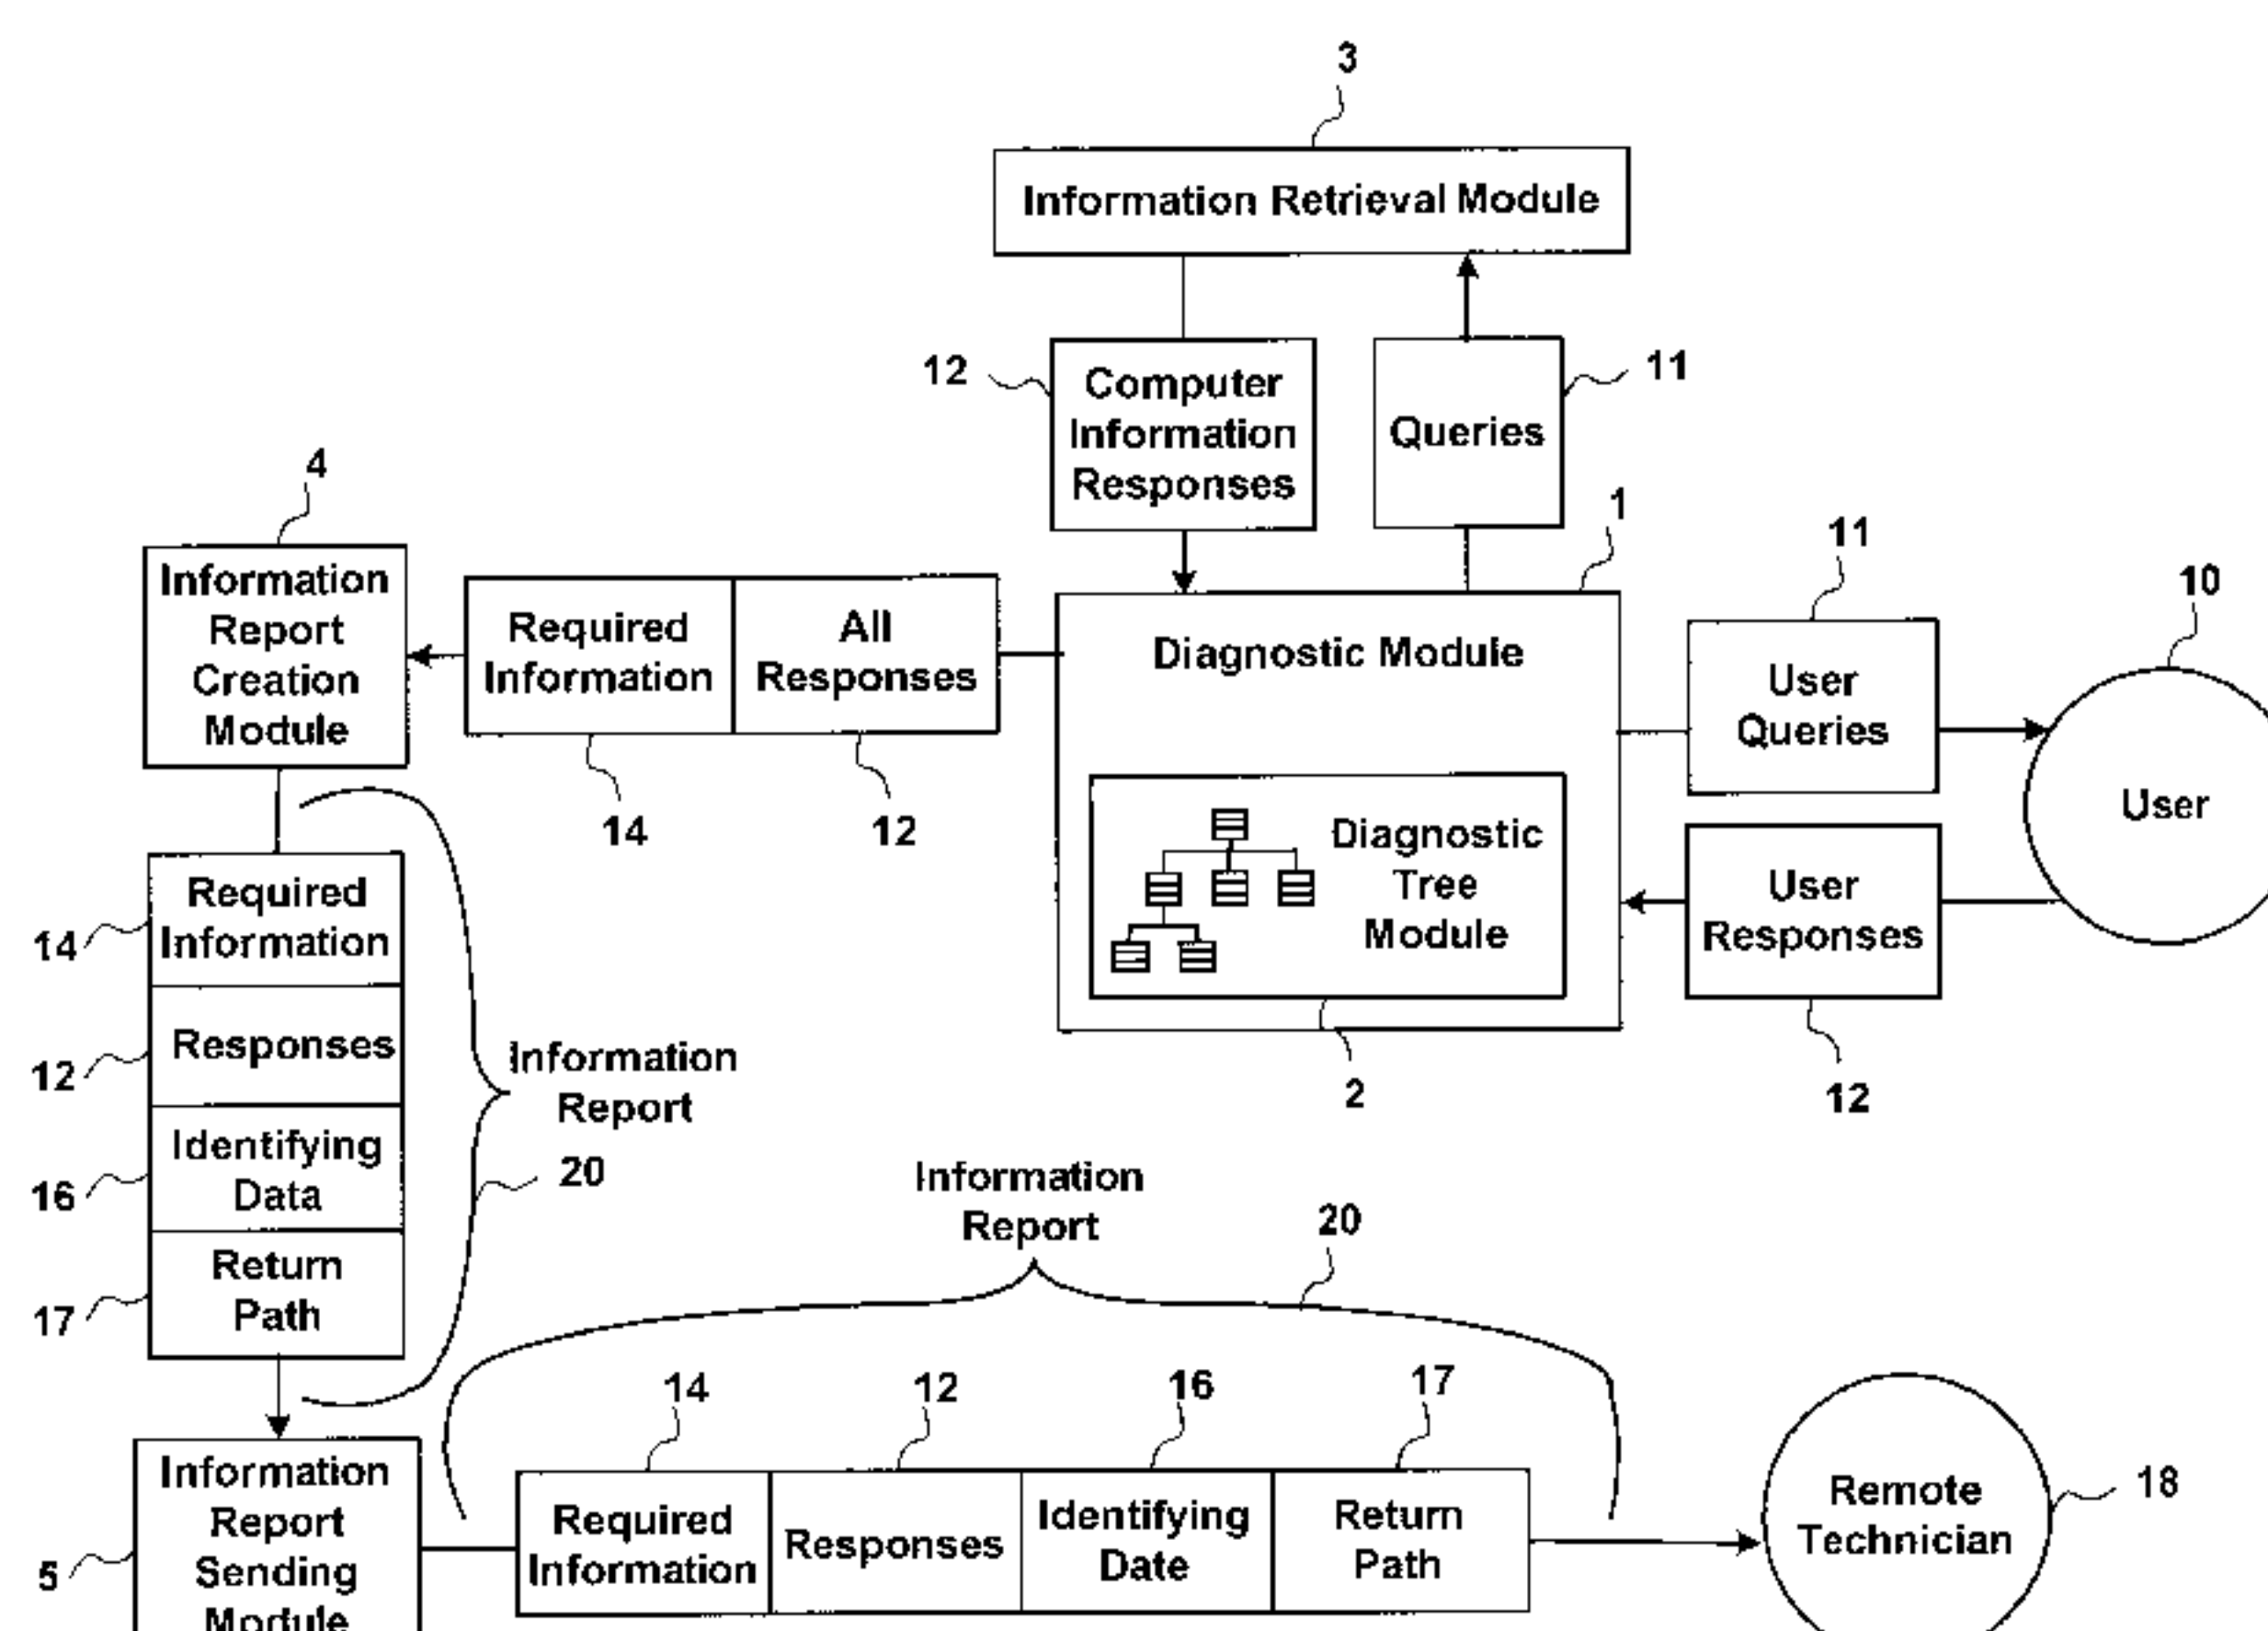 3
Information Retrieval Module
12
Computer
Information
Responses
Queries
11
4
Information
Report
Creation
Module
Required
Information
All
Responses
14
12
1
Diagnostic Module
Diagnostic
Tree
Module
2
11
User
Queries
10
User
User
Responses
12
14
Required
Information
12
Responses
16
Identifying
Data
17
Return
Path
Information
Report
20
Information
Report
20
5
Information
Report
Sending
Module
14
12
16
17
Required
Information
Responses
Identifying
Date
Return
Path
Remote
Technician
18